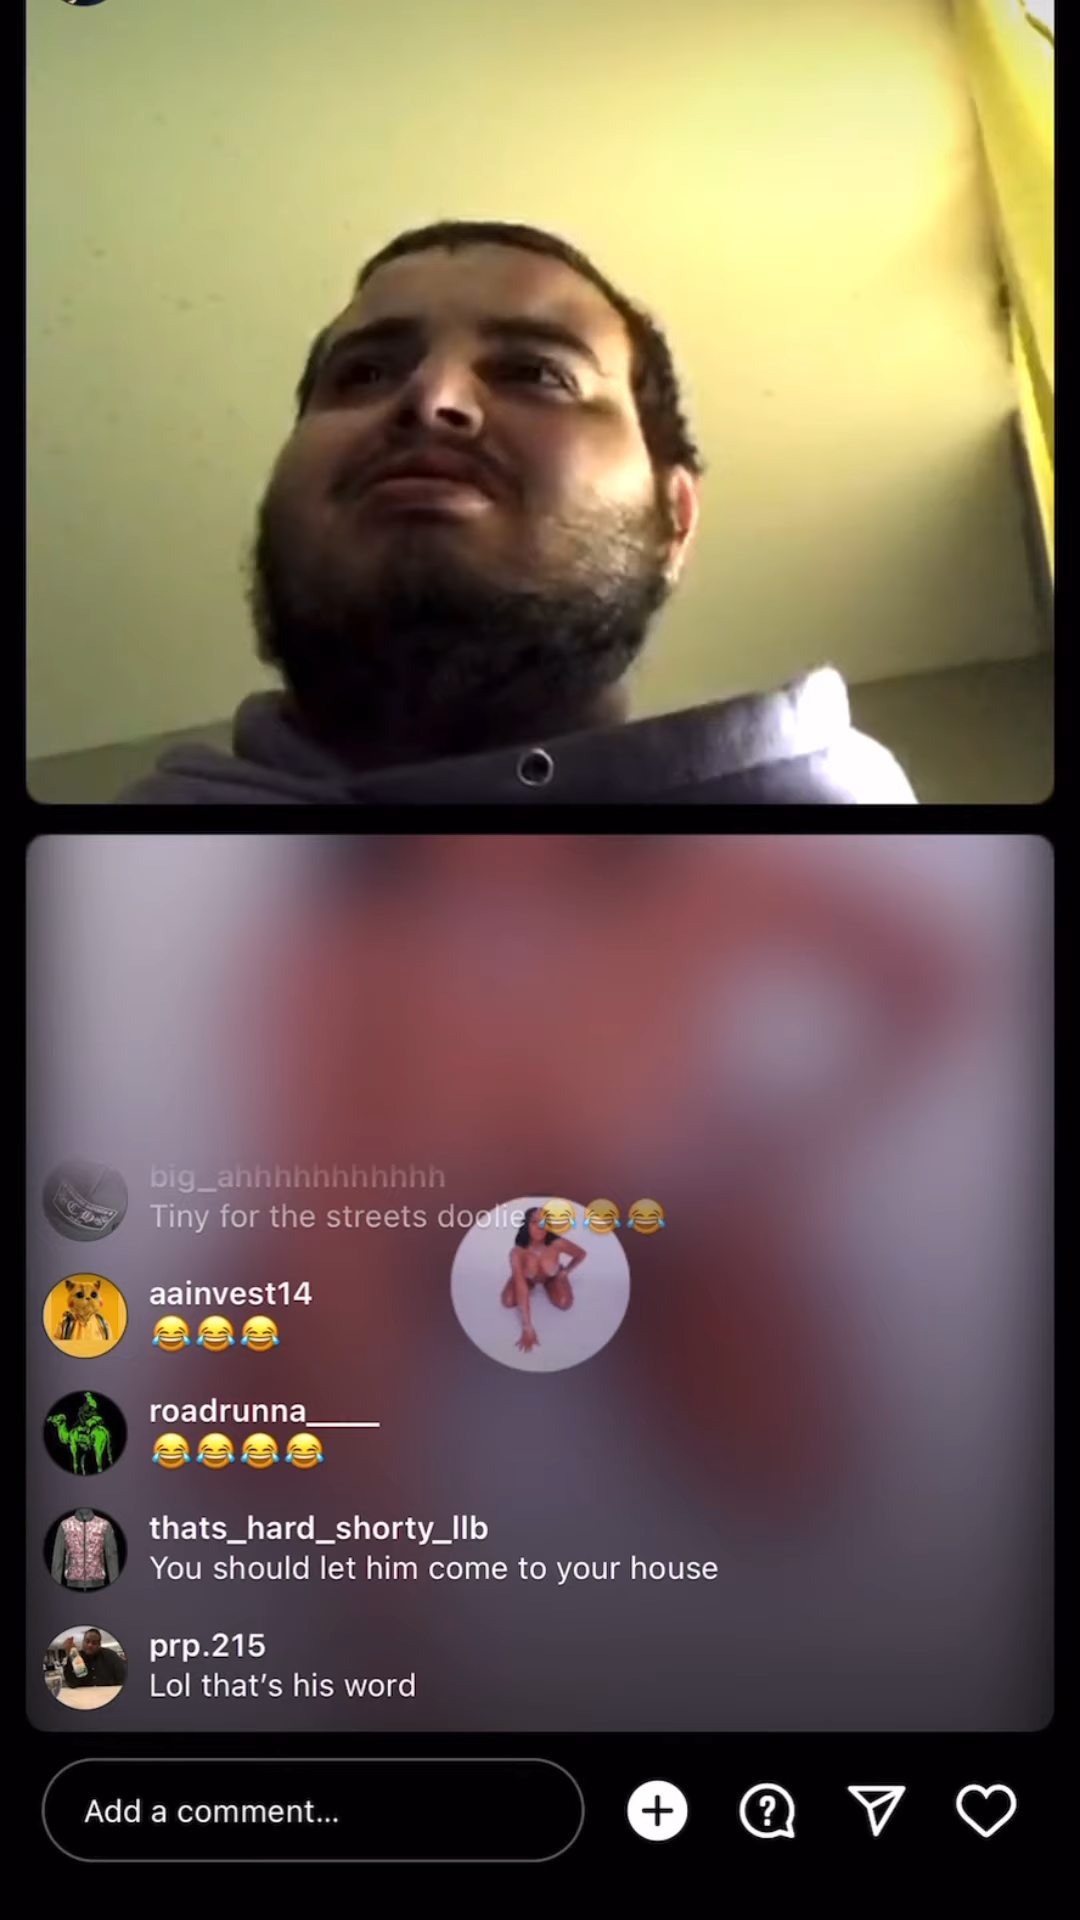 big_ahhhhhhhhhhh
Tiny for the streets doolie 😂😂😂
aainvest14
😂😂😂
roadrunna____
😂😂😂😂
thats_hard_shorty_llb
You should let him come to your house
prp.215
Lol that’s his word
Add a comment...